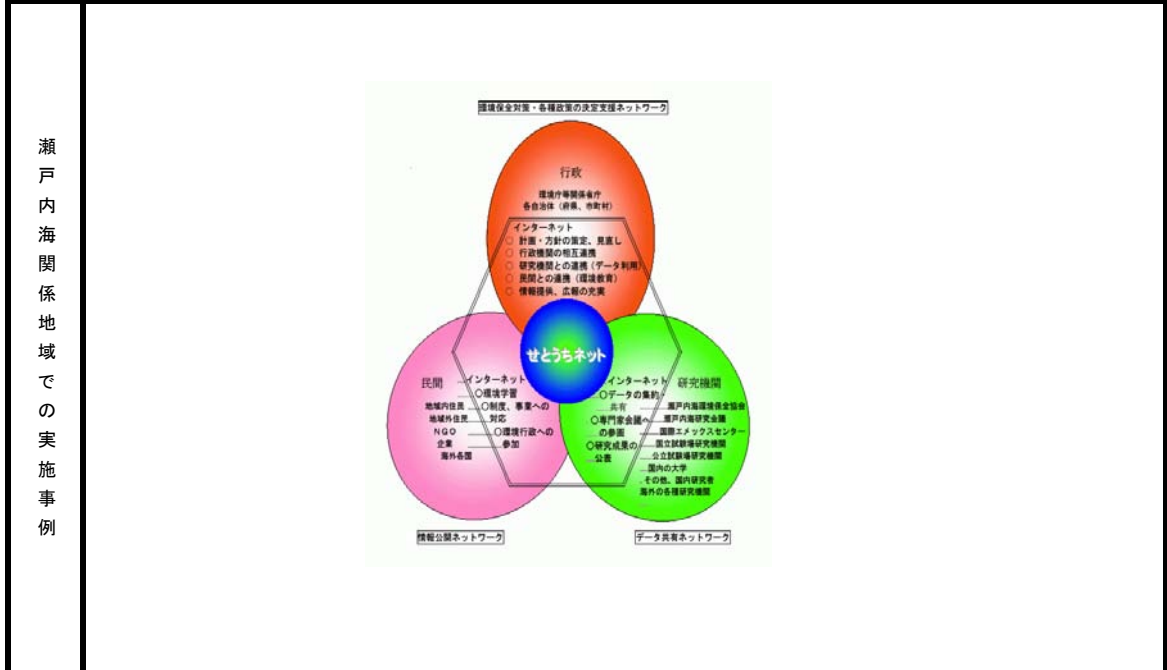 瀬戸内海関係地域での実施事例
環境保全対策・各種政策の決定支援ネットワーク
行政
環境庁等関係省庁
各自治体（府県、市町村）
インターネット
○ 計画・方針の策定、見直し
○ 行政機関の相互連携
○ 研究機関との連携（データ利用）
○ 民間との連携（環境教育）
○ 情報提供、広報の充実
せとうちネット
民間
地域内住民
地域外住民
ＮＧＯ
企業
海外各国
インターネット
○環境学習
○制度、事業への
対応
○環境行政への
参加
インターネット
○データの集約・
共有
○専門家会議へ
の参画
○研究成果の
公表
研究機関
瀬戸内海環境保全協会
瀬戸内海研究会議
国際エメックスセンター
国立試験場研究機関
公立試験場研究機関
国内の大学
その他、国内研究者
海外の各種研究機関
情報公開ネットワーク
データ共有ネットワーク